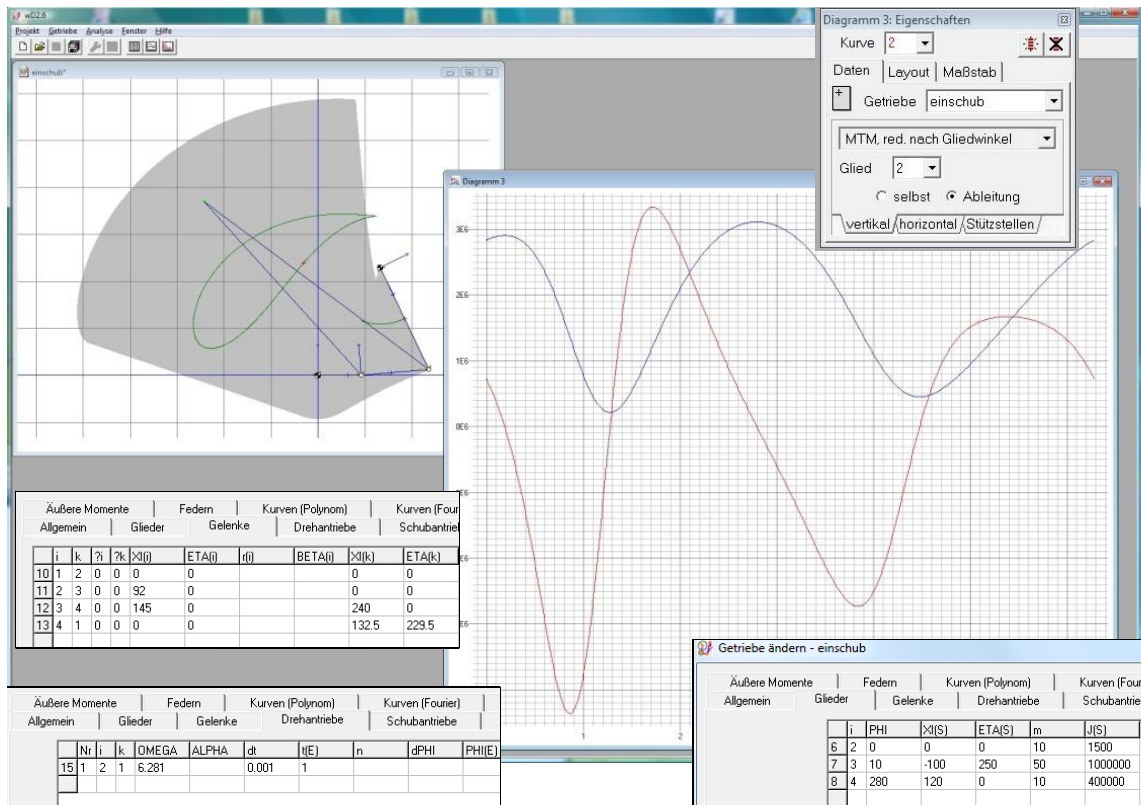 wD2.6
Projekt Getriebe Analyse Fenster Hilfe
einschub*
Diagramm 3: Eigenschaften
Kurve 2
Daten Layout Maßstab
Getriebe einschub
MTM, red. nach Gliedwinkel
Glied 2
selbst Ableitung
vertikal horizontal Stützstellen
Diagramm 3
3E6
2E6
1E6
0E6
1 2
Äußere Momente Federn Kurven (Polynom) Kurven (Four
Allgemein Glieder Gelenke Drehantriebe Schubantriel
i k ?i ?k XI(i) ETA(i) r(i) BETA(i) XI(k) ETA(k)
10 1 2 0 0 0 0 0 0
11 2 3 0 0 92 0 0 0
12 3 4 0 0 145 0 240 0
13 4 1 0 0 0 0 132.5 229.5
Äußere Momente Federn Kurven (Polynom) Kurven (Fourier)
Allgemein Glieder Gelenke Drehantriebe Schubantriebe
Nr i k OMEGA ALPHA dt t(E) n dPHI PHI(E)
15 1 2 1 6.281 0.001 1
Getriebe ändern - einschub
Äußere Momente Federn Kurven (Polynom) Kurven (Four
Allgemein Glieder Gelenke Drehantriebe Schubantrie
i PHI XI(S) ETA(S) m J(S)
6 2 0 0 0 10 1500
7 3 10 -100 250 50 1000000
8 4 280 120 0 10 400000